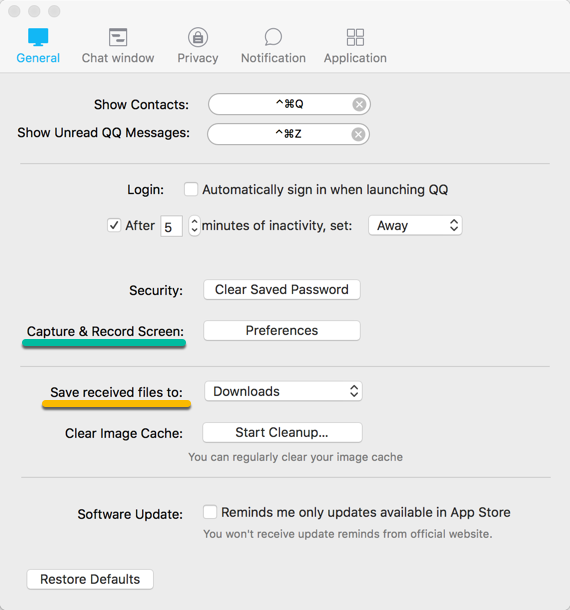 General Chat window Privacy Notification Application
Show Contacts: ^⌘Q
Show Unread QQ Messages: ^⌘Z
Login: Automatically sign in when launching QQ
After 5 minutes of inactivity, set: Away
Security: Clear Saved Password
Capture & Record Screen: Preferences
Save received files to: Downloads
Clear Image Cache: Start Cleanup...
You can regularly clear your image cache
Software Update: Reminds me only updates available in App Store
You won't receive update reminds from official website.
Restore Defaults